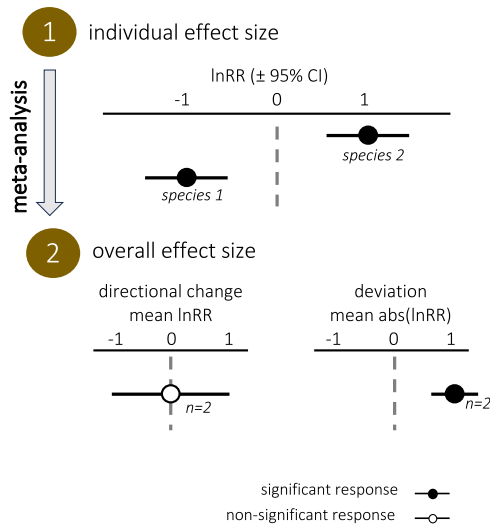 1 individual effect size
meta-analysis
lnRR (± 95% CI)
-1 0 1
species 2
species 1
2 overall effect size
directional change
mean lnRR
-1 0 1
n=2
deviation
mean abs(lnRR)
-1 0 1
n=2
significant response
non-significant response